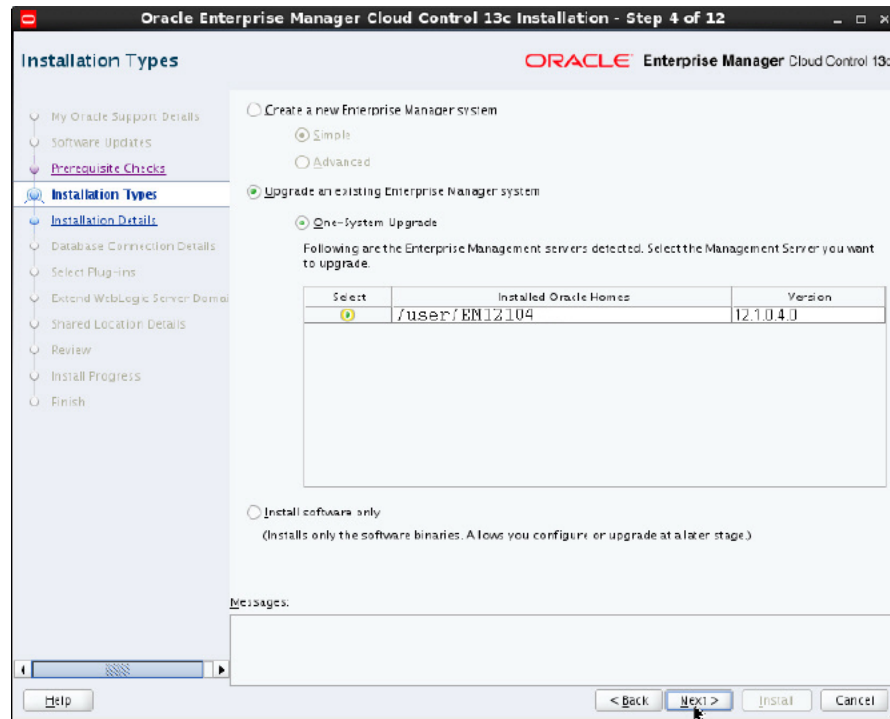 Oracle Enterprise Manager Cloud Control 13c Installation - Step 4 of 12
Installation Types
ORACLE Enterprise Manager Cloud Control 13c
My Oracle Support Details
Software Updates
Prerequisite Checks
Installation Types
Installation Details
Database Connection Details
Select Plug-ins
Extend WebLogic Server Domai
Shared Location Details
Review
Install Progress
Finish
Create a new Enterprise Manager system
Simple
Advanced
Upgrade an existing Enterprise Manager system
One-System Upgrade
Following are the Enterprise Management servers detected. Select the Management Server you want
to upgrade.
Select Installed Oracle Homes Version
/user/EM12104 12.1.0.4.0
Install software only
(Installs only the software binaries. Allows you configure or upgrade at a later stage.)
Messages:
Help < Back Next > Install Cancel